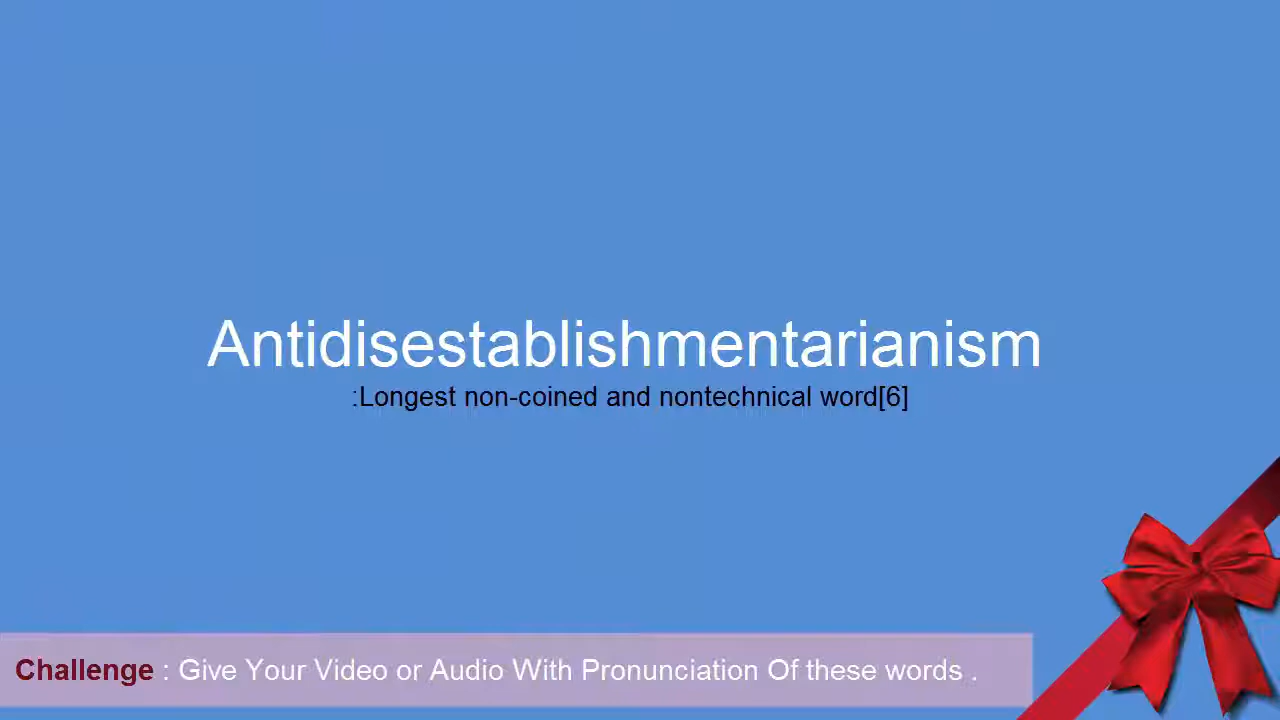 Antidisestablishmentarianism
:Longest non-coined and nontechnical word[6]
Challenge : Give Your Video or Audio With Pronunciation Of these words .